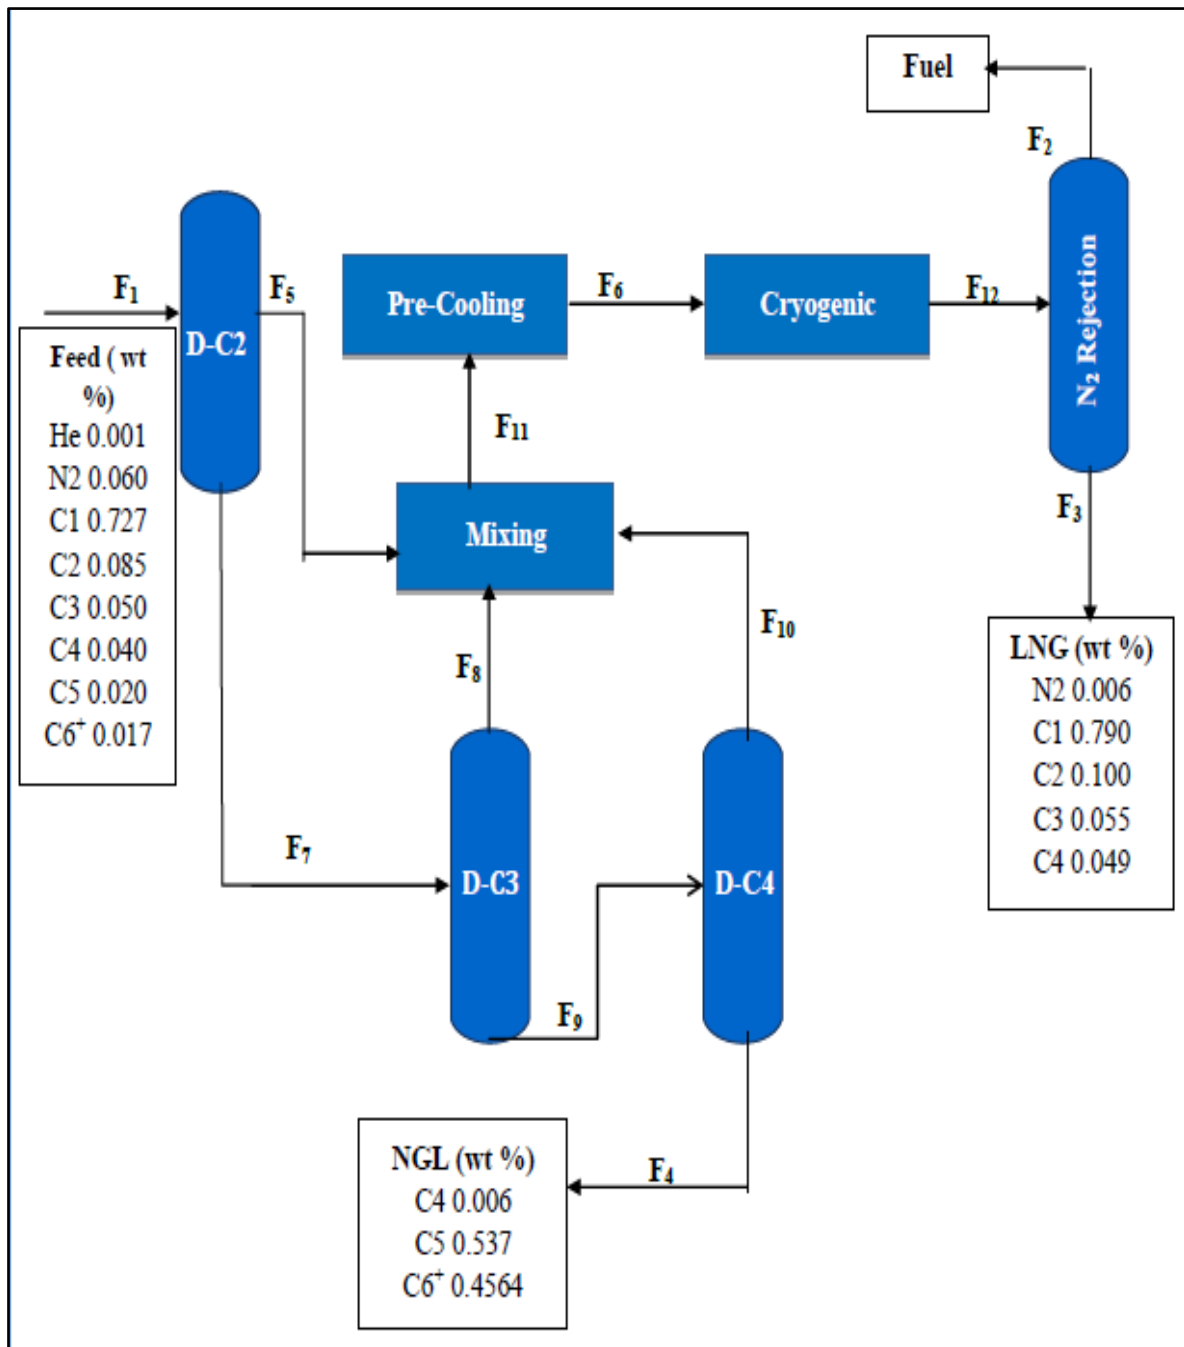 Fuel
F₂
F₁
F₅
D-C2
Feed ( wt
%)
He 0.001
N2 0.060
C1 0.727
C2 0.085
C3 0.050
C4 0.040
C5 0.020
C6⁺ 0.017
Pre-Cooling
F₆
Cryogenic
F₁₂
N₂ Rejection
F₁₁
Mixing
F₃
F₈
F₁₀
LNG (wt %)
N2 0.006
C1 0.790
C2 0.100
C3 0.055
C4 0.049
F₇
D-C3
D-C4
F₉
NGL (wt %)
C4 0.006
C5 0.537
C6⁺ 0.4564
F₄